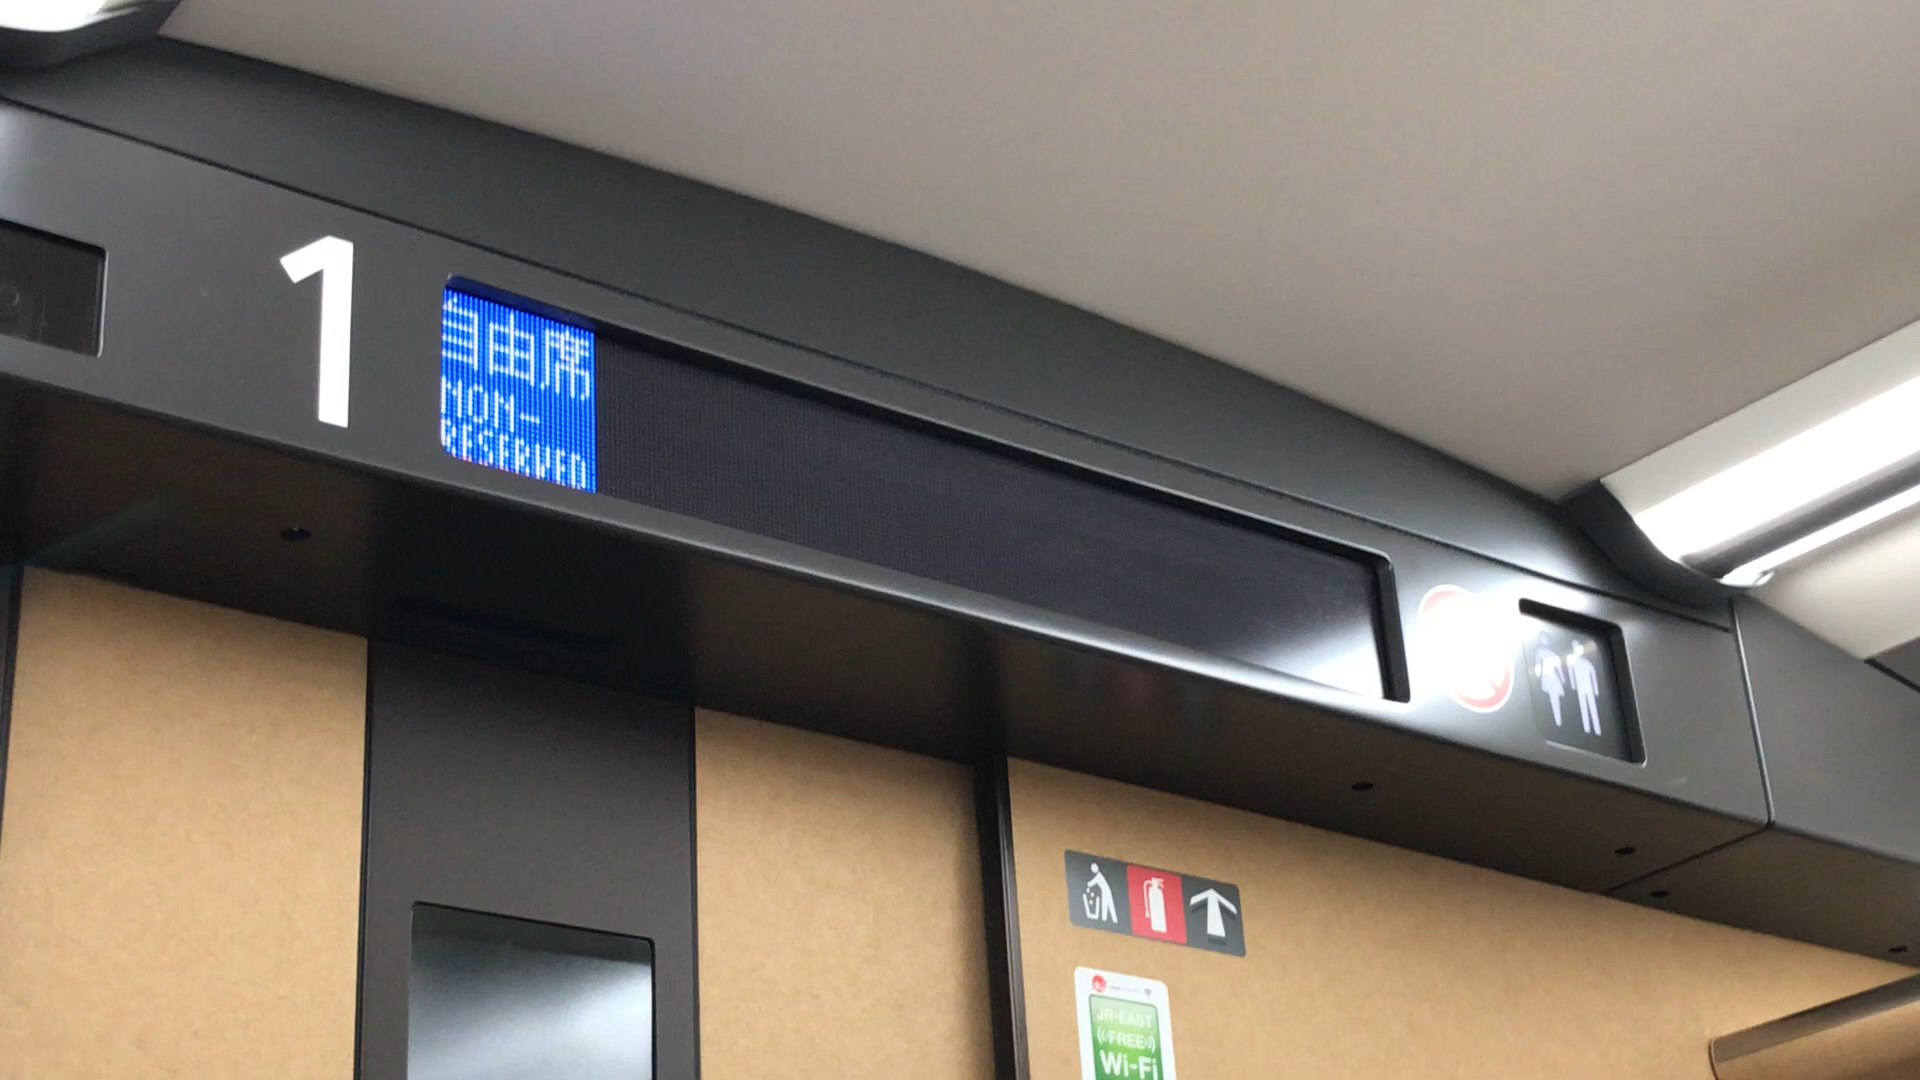 1
自由席
NON-
RESERVED
JR-EAST
FREE
Wi-Fi